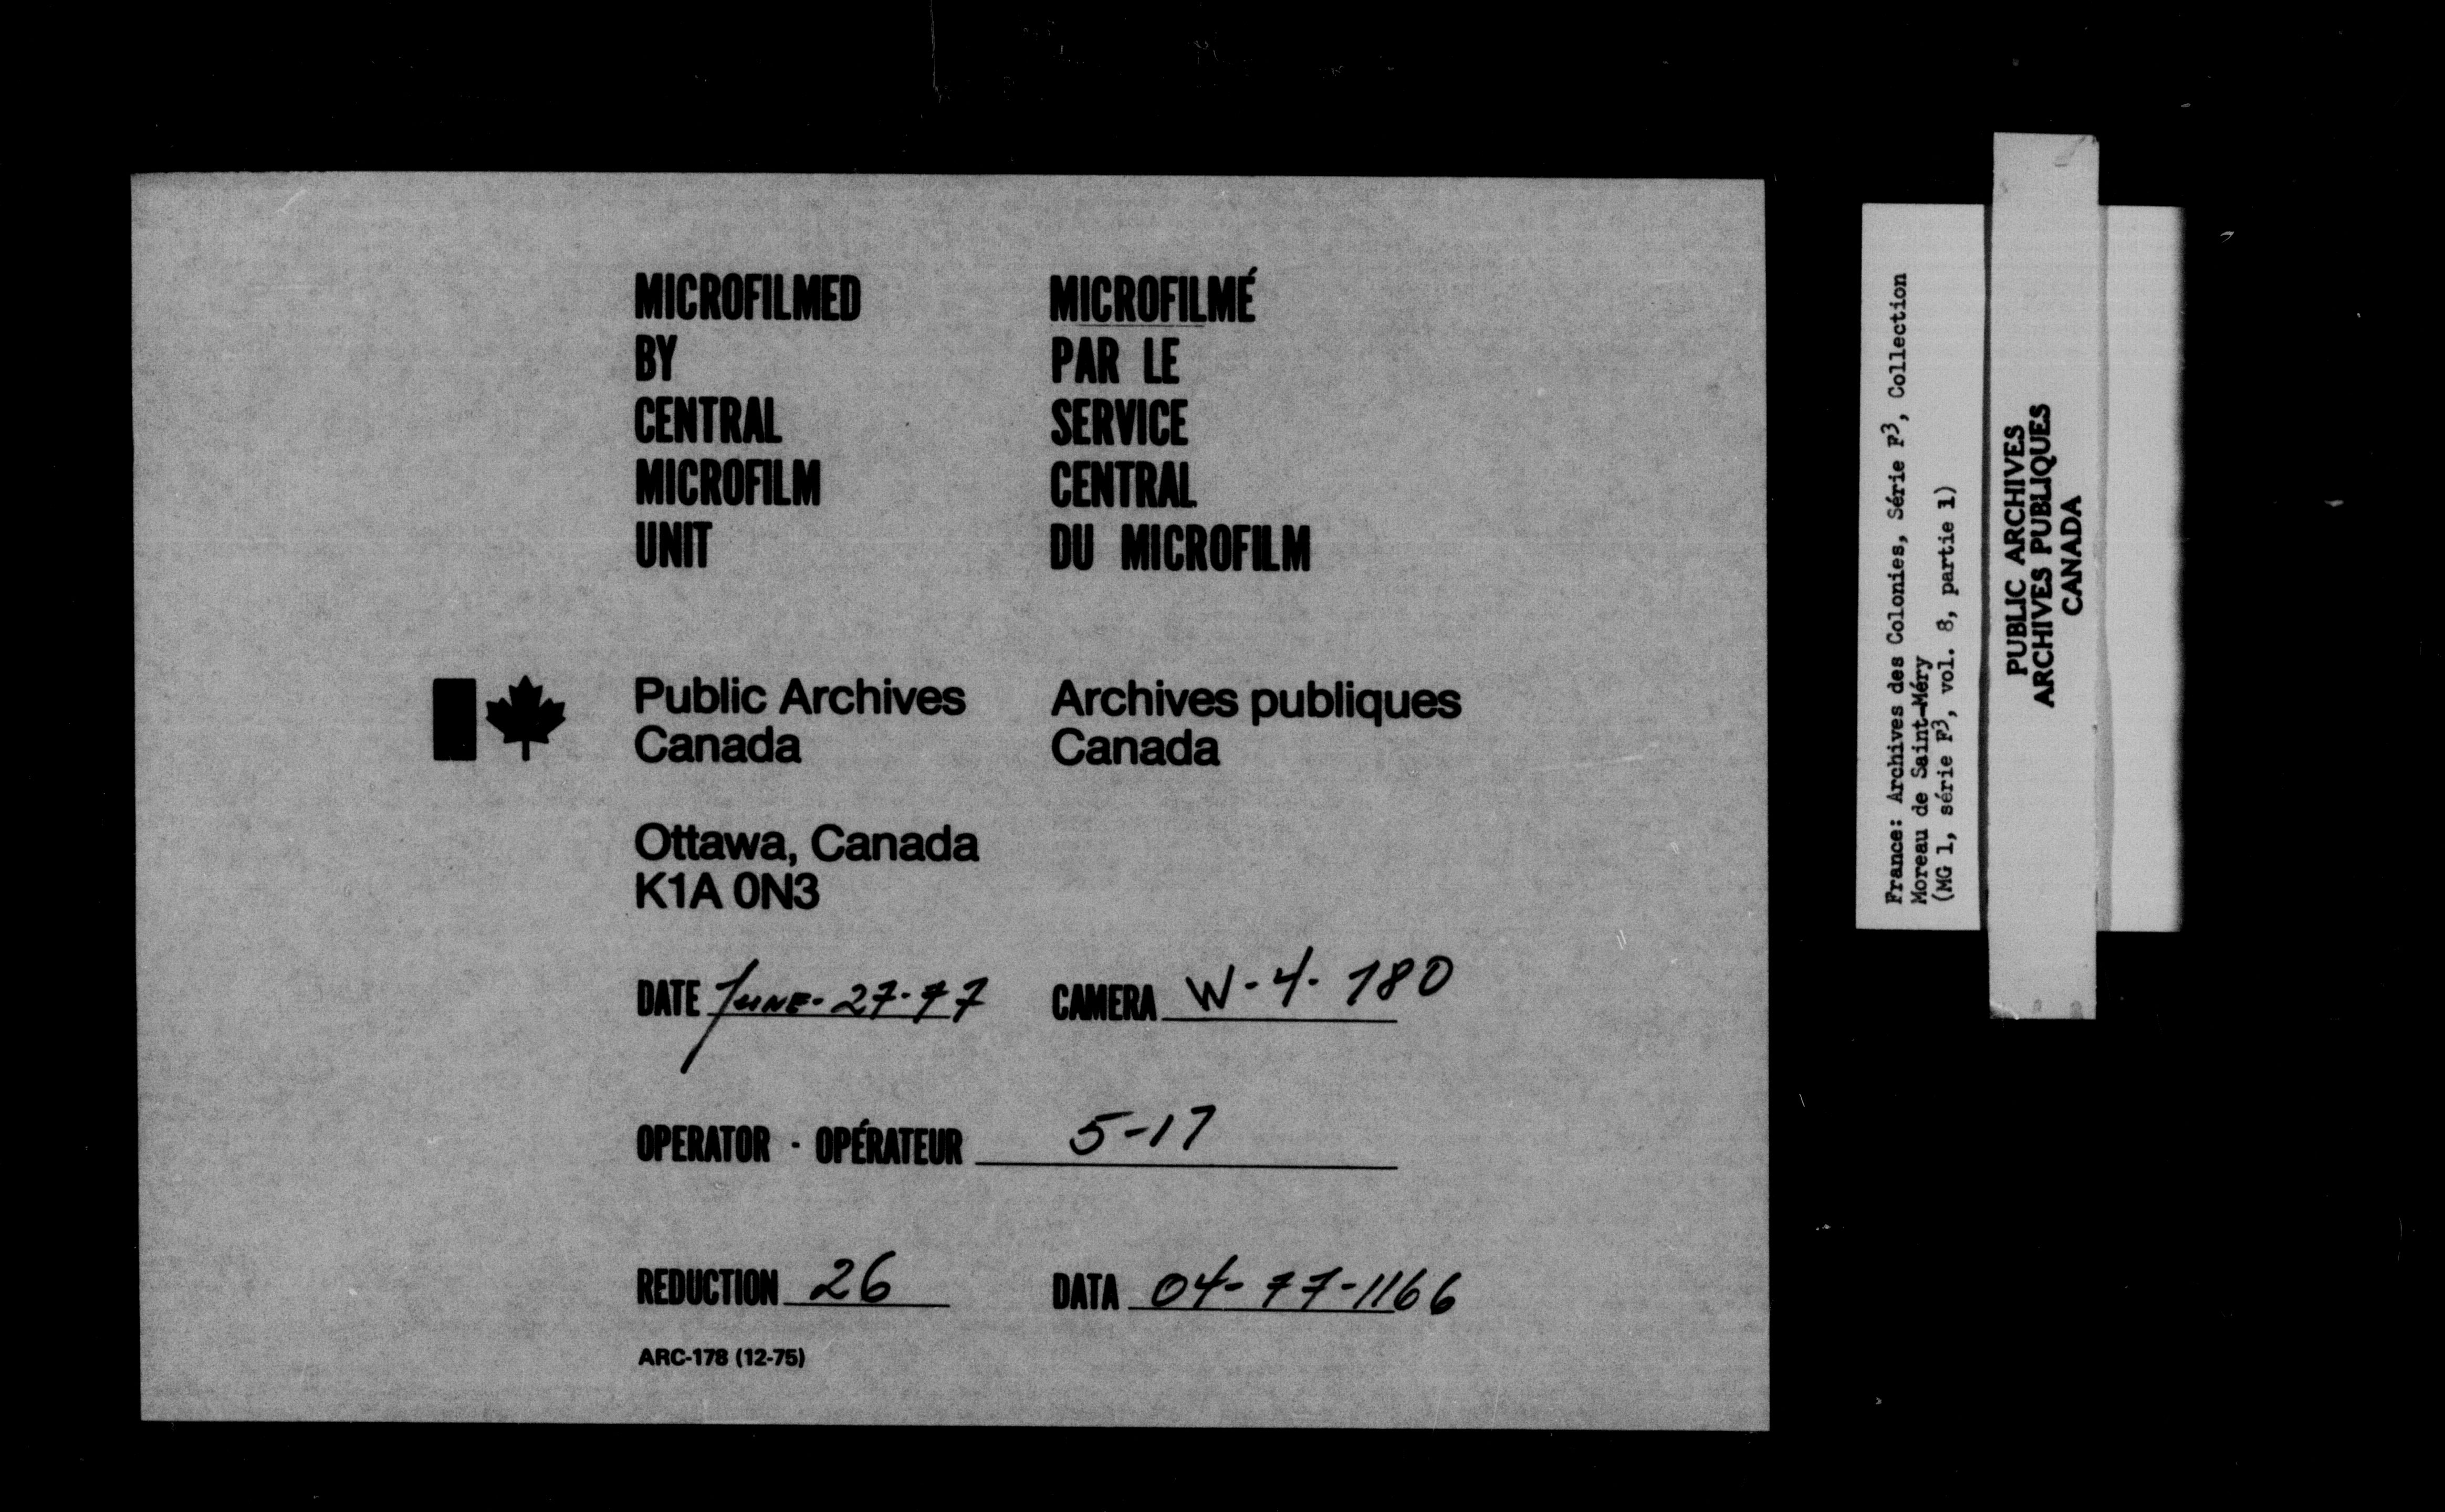 MICROFILMED
BY
CENTRAL
MICROFILM
UNIT
MICROFILMÉ
PAR LE
SERVICE
CENTRAL
DU MICROFILM
Public Archives
Canada
Archives publiques
Canada
Ottawa, Canada
K1A 0N3
DATE JUNE-27-77
CAMERA W-4-180
OPERATOR - OPÉRATEUR 5-17
REDUCTION 26
DATA 04-77-1166
ARC-178 (12-75)
France: Archives des Colonies, Série F³, Collection
Moreau de Saint-Méry
(MG 1, série F³, vol. 8, partie 1)
PUBLIC ARCHIVES
ARCHIVES PUBLIQUES
CANADA